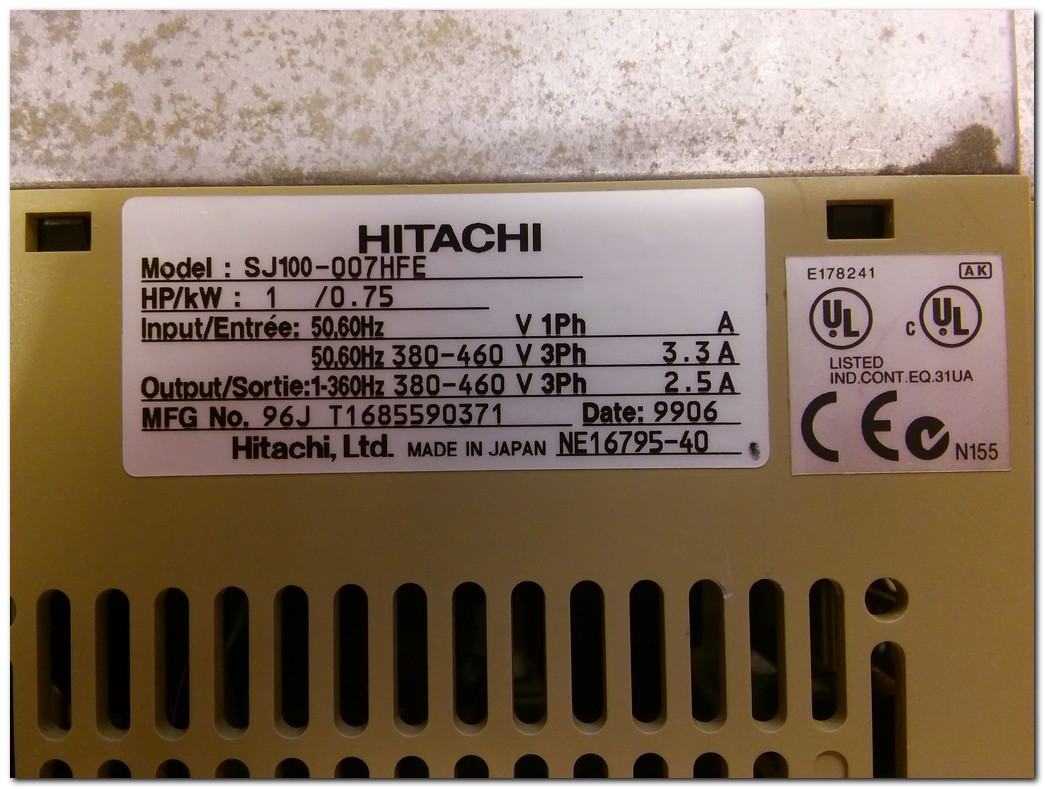 HITACHI
Model : SJ100-007HFE
HP/kW : 1 /0.75
Input/Entrée: 50,60Hz V 1Ph A
50,60Hz 380-460 V 3Ph 3.3 A
Output/Sortie:1-360Hz 380-460 V 3Ph 2.5 A
MFG No. 96J T1685590371 Date: 9906
Hitachi, Ltd. MADE IN JAPAN NE16795-40
E178241 AK
UL c UL
LISTED
IND.CONT.EQ.31UA
CE N155